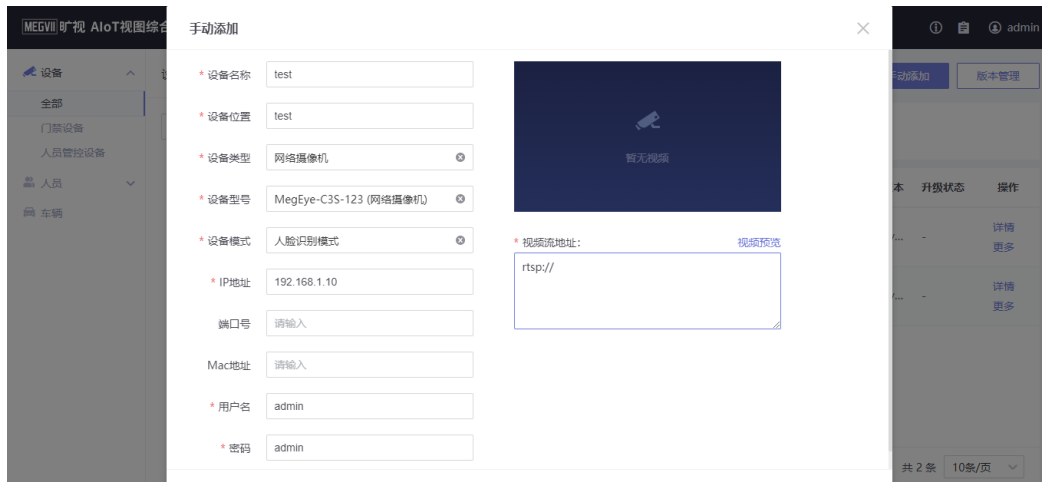 MEGVII 旷视 AIoT视图综合
手动添加
admin
设备
全部
门禁设备
人员管控设备
人员
车辆
* 设备名称 test
* 设备位置 test
* 设备类型 网络摄像机
* 设备型号 MegEye-C3S-123 (网络摄像机)
* 设备模式 人脸识别模式
* IP地址 192.168.1.10
端口号 请输入
Mac地址 请输入
* 用户名 admin
* 密码 admin
暂无视频
* 视频流地址: 视频预览
rtsp://
动添加 版本管理
本 升级状态 操作
... - 详情
更多
... - 详情
更多
共 2 条 10条/页